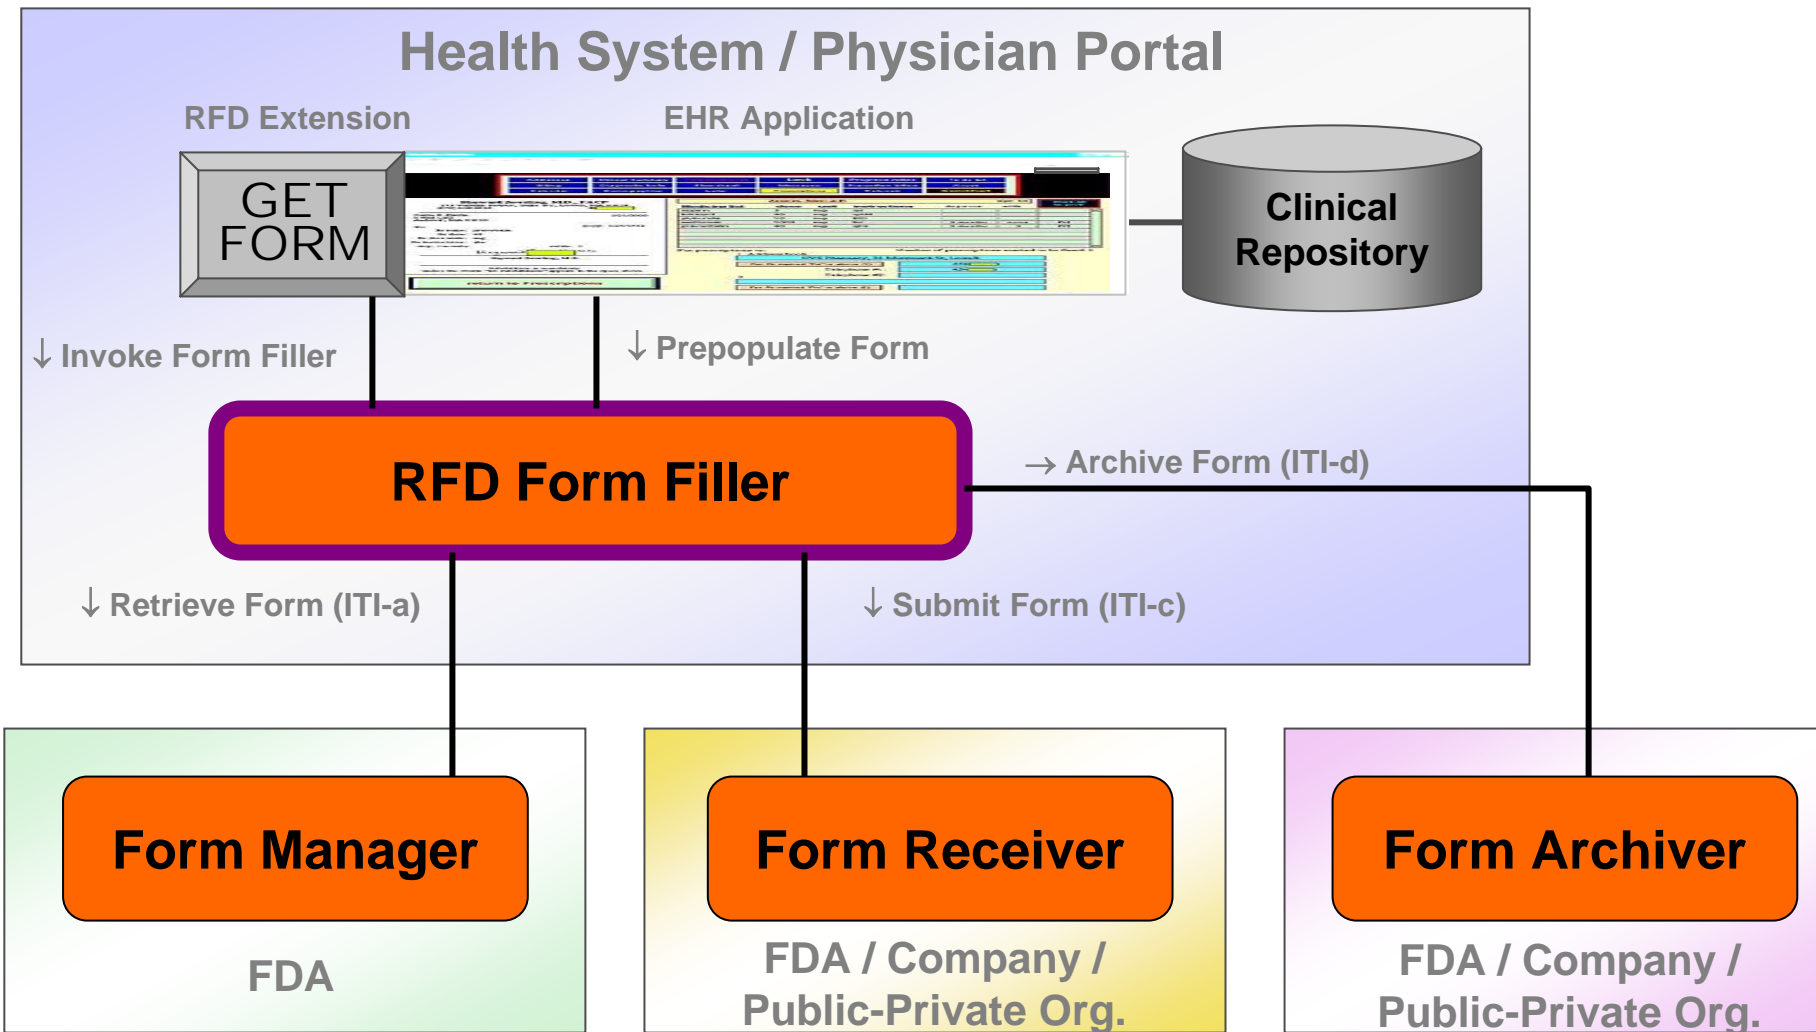 Health System / Physician Portal
RFD Extension
EHR Application
GET
FORM
Clinical
Repository
↓ Invoke Form Filler
↓ Prepopulate Form
RFD Form Filler
→ Archive Form (ITI-d)
↓ Retrieve Form (ITI-a)
↓ Submit Form (ITI-c)
Form Manager
Form Receiver
Form Archiver
FDA
FDA / Company /
Public-Private Org.
FDA / Company /
Public-Private Org.